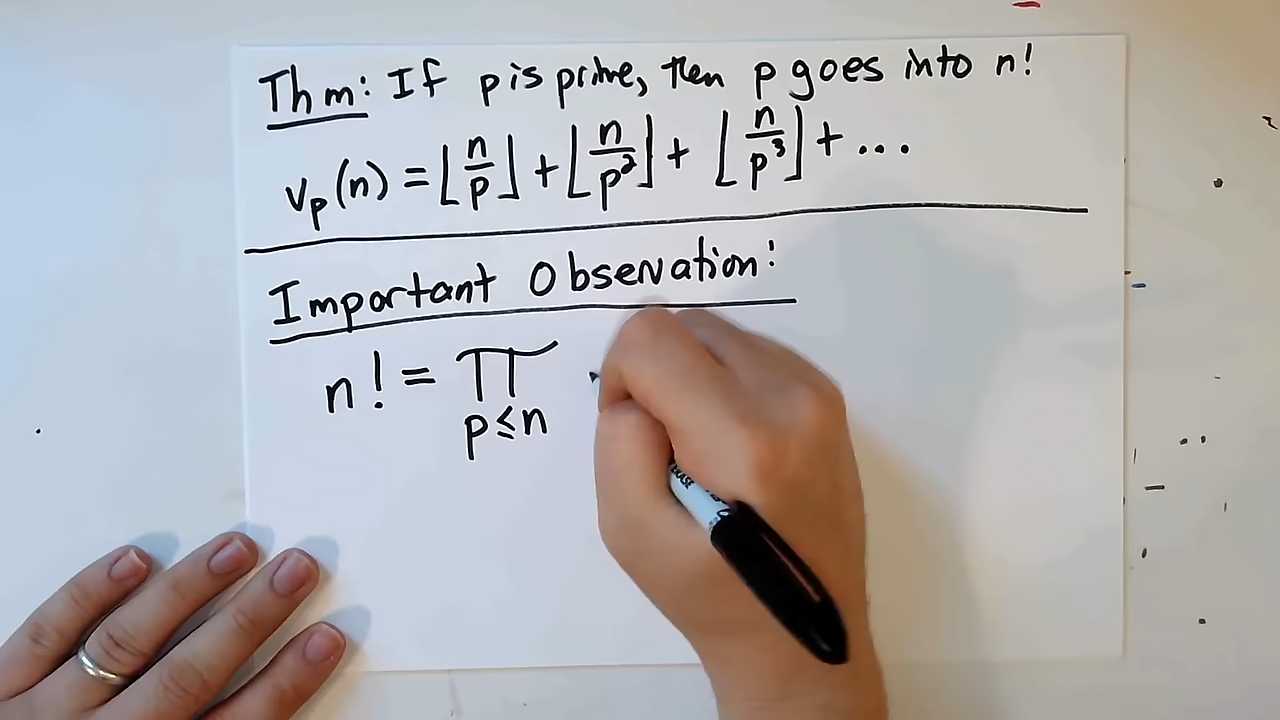 Thm: If p is prime, then p goes into n!
v_p(n) = ⌊n/p⌋ + ⌊n/p²⌋ + ⌊n/p³⌋ + ...
Important Observation!
n! = ∏_{p≤n}